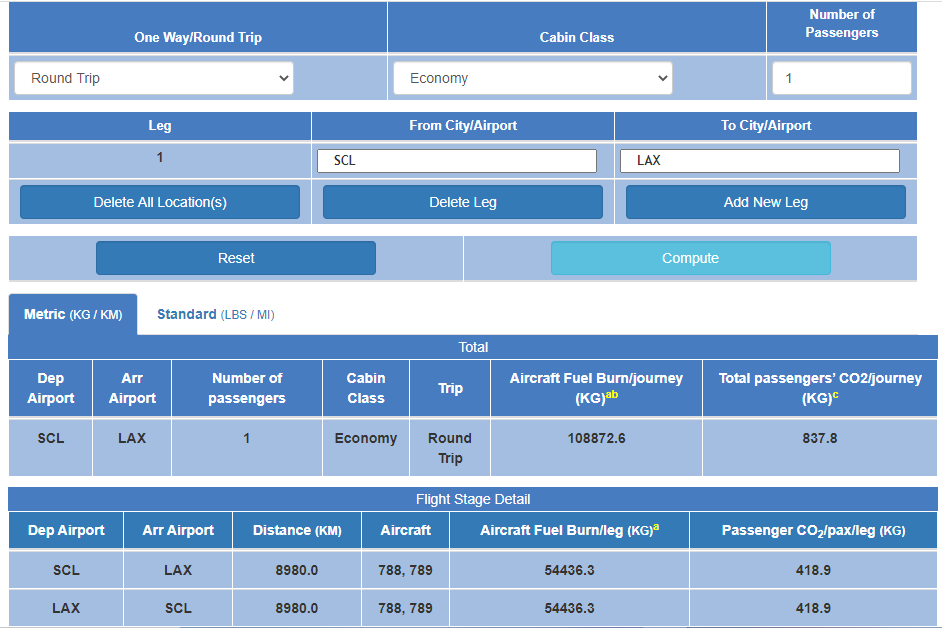 One Way/Round Trip Cabin Class Number of Passengers
Round Trip Economy 1
Leg From City/Airport To City/Airport
1 SCL LAX
Delete All Location(s) Delete Leg Add New Leg
Reset Compute
Metric (KG / KM) Standard (LBS / MI)
Total
Dep Airport Arr Airport Number of passengers Cabin Class Trip Aircraft Fuel Burn/journey (KG)ab Total passengers' CO2/journey (KG)c
SCL LAX 1 Economy Round Trip 108872.6 837.8
Flight Stage Detail
Dep Airport Arr Airport Distance (KM) Aircraft Aircraft Fuel Burn/leg (KG)a Passenger CO₂/pax/leg (KG)
SCL LAX 8980.0 788, 789 54436.3 418.9
LAX SCL 8980.0 788, 789 54436.3 418.9